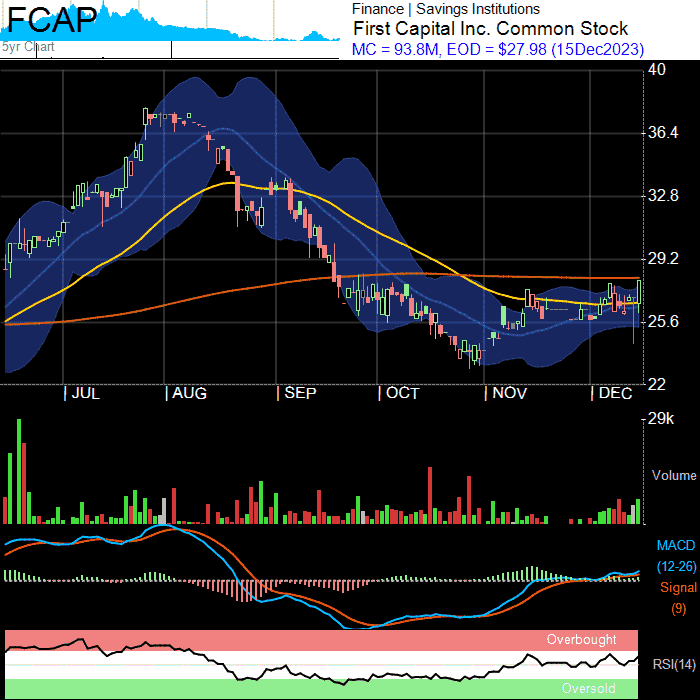 FCAP
5yr Chart
Finance | Savings Institutions
First Capital Inc. Common Stock
MC = 93.8M, EOD = $27.98 (15Dec2023)
40
36.4
32.8
29.2
25.6
22
JUL AUG SEP OCT NOV DEC
29k
Volume
MACD
(12-26)
Signal
(9)
Overbought
RSI(14)
Oversold